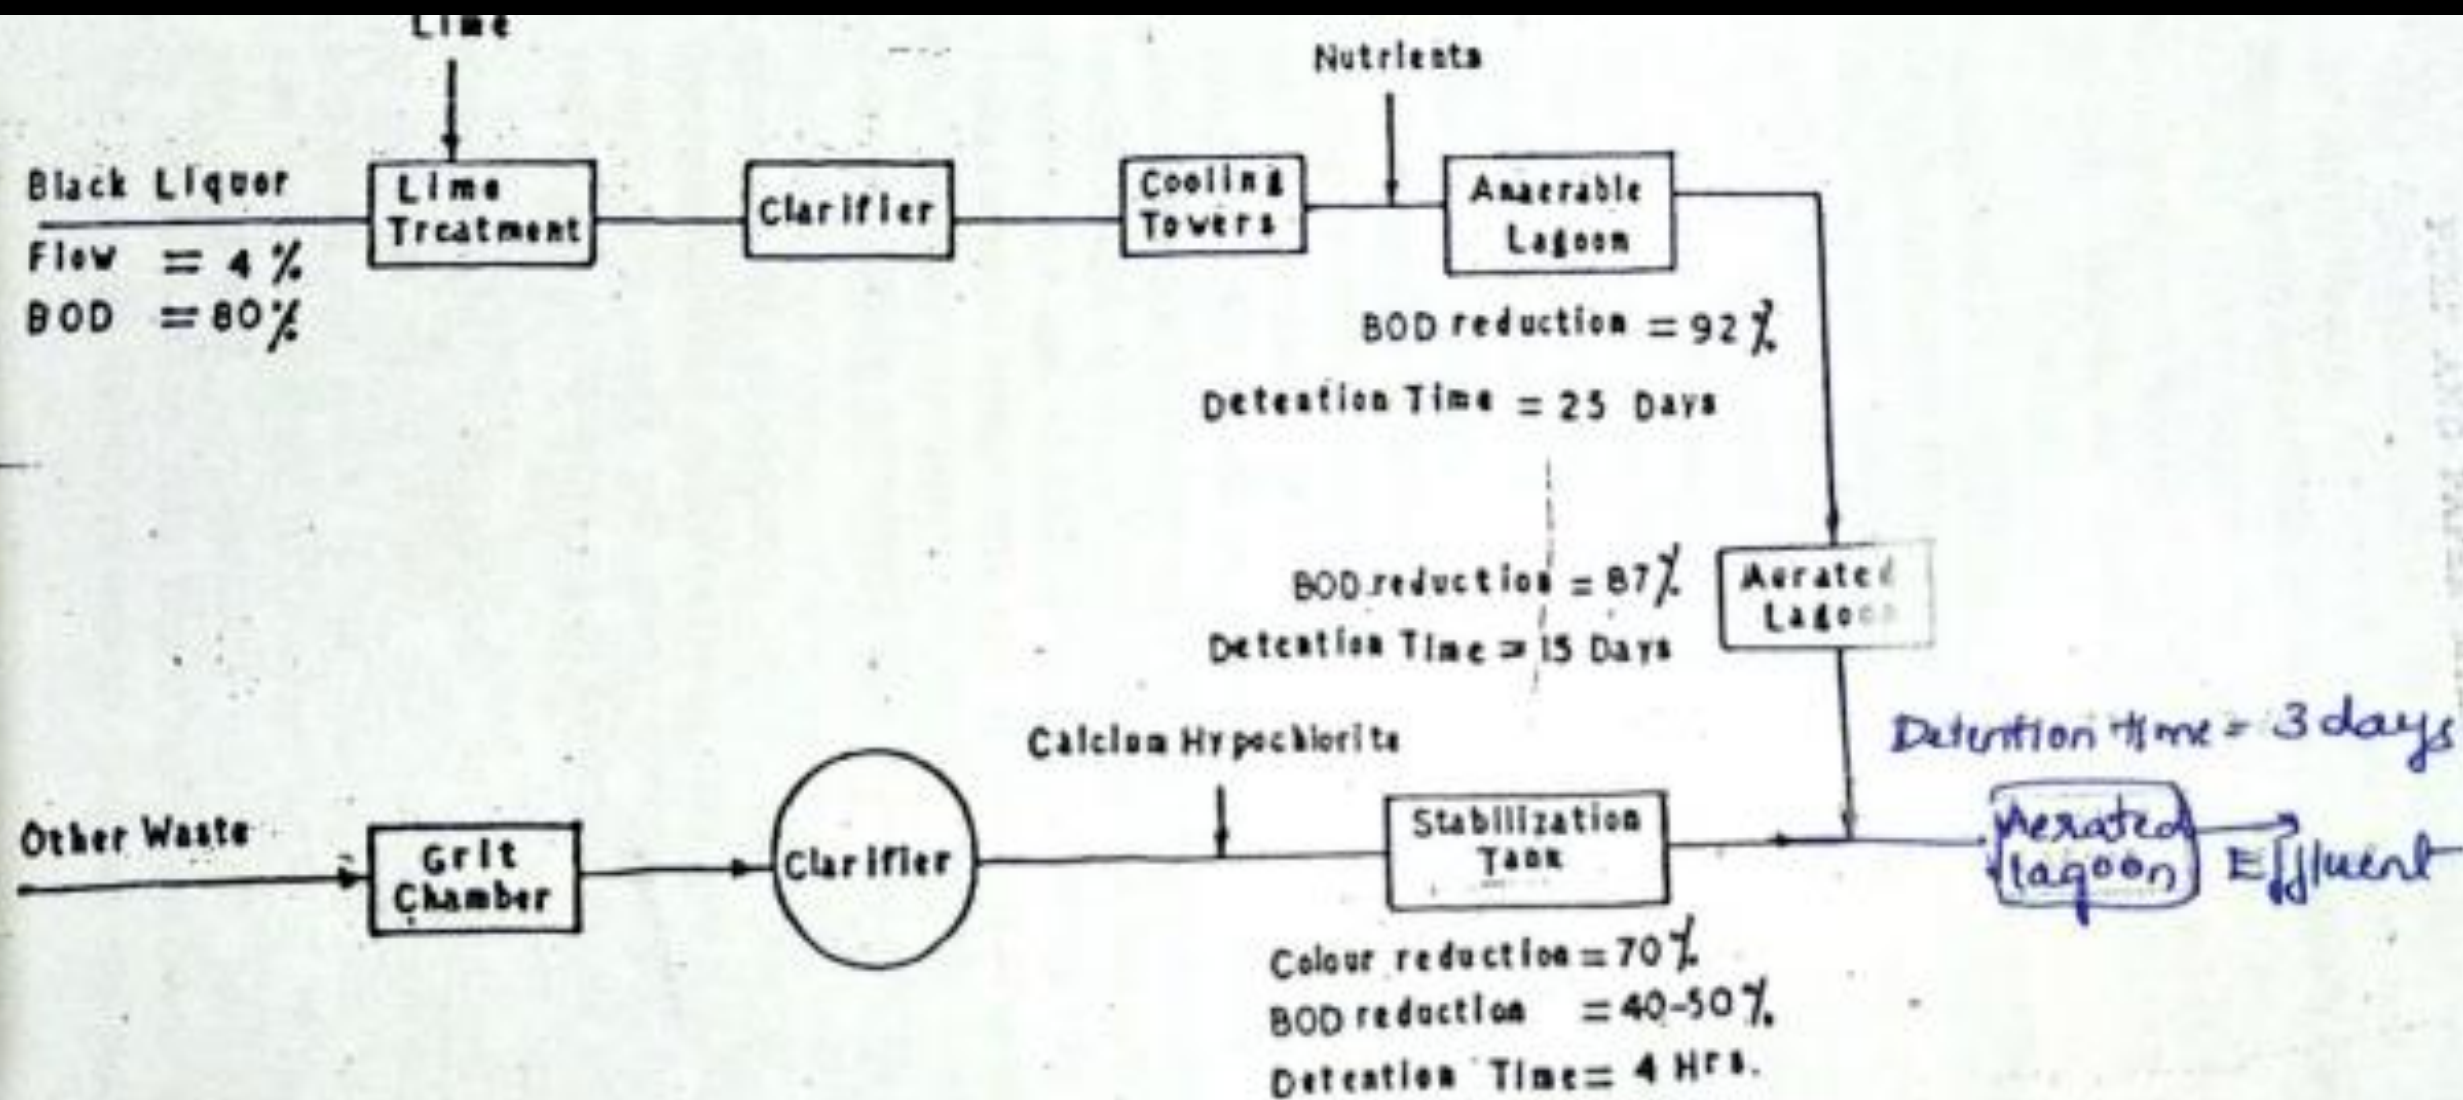 Lime
Nutrients
Black Liquor
Flow = 4 %
BOD = 80%
Lime
Treatment
Clarifier
Cooling
Towers
Anaerable
Lagoon
BOD reduction = 92 %
Detention Time = 25 Days
BOD reduction = 87%
Detention Time = 15 Days
Aerated
Lagoon
Calcium Hypochlorite
Detention time = 3 days
Other Waste
Grit
Chamber
Clarifier
Stabilization
Tank
Aerated
lagoon
Effluent
Colour reduction = 70%
BOD reduction = 40-50%
Detention Time = 4 Hrs.